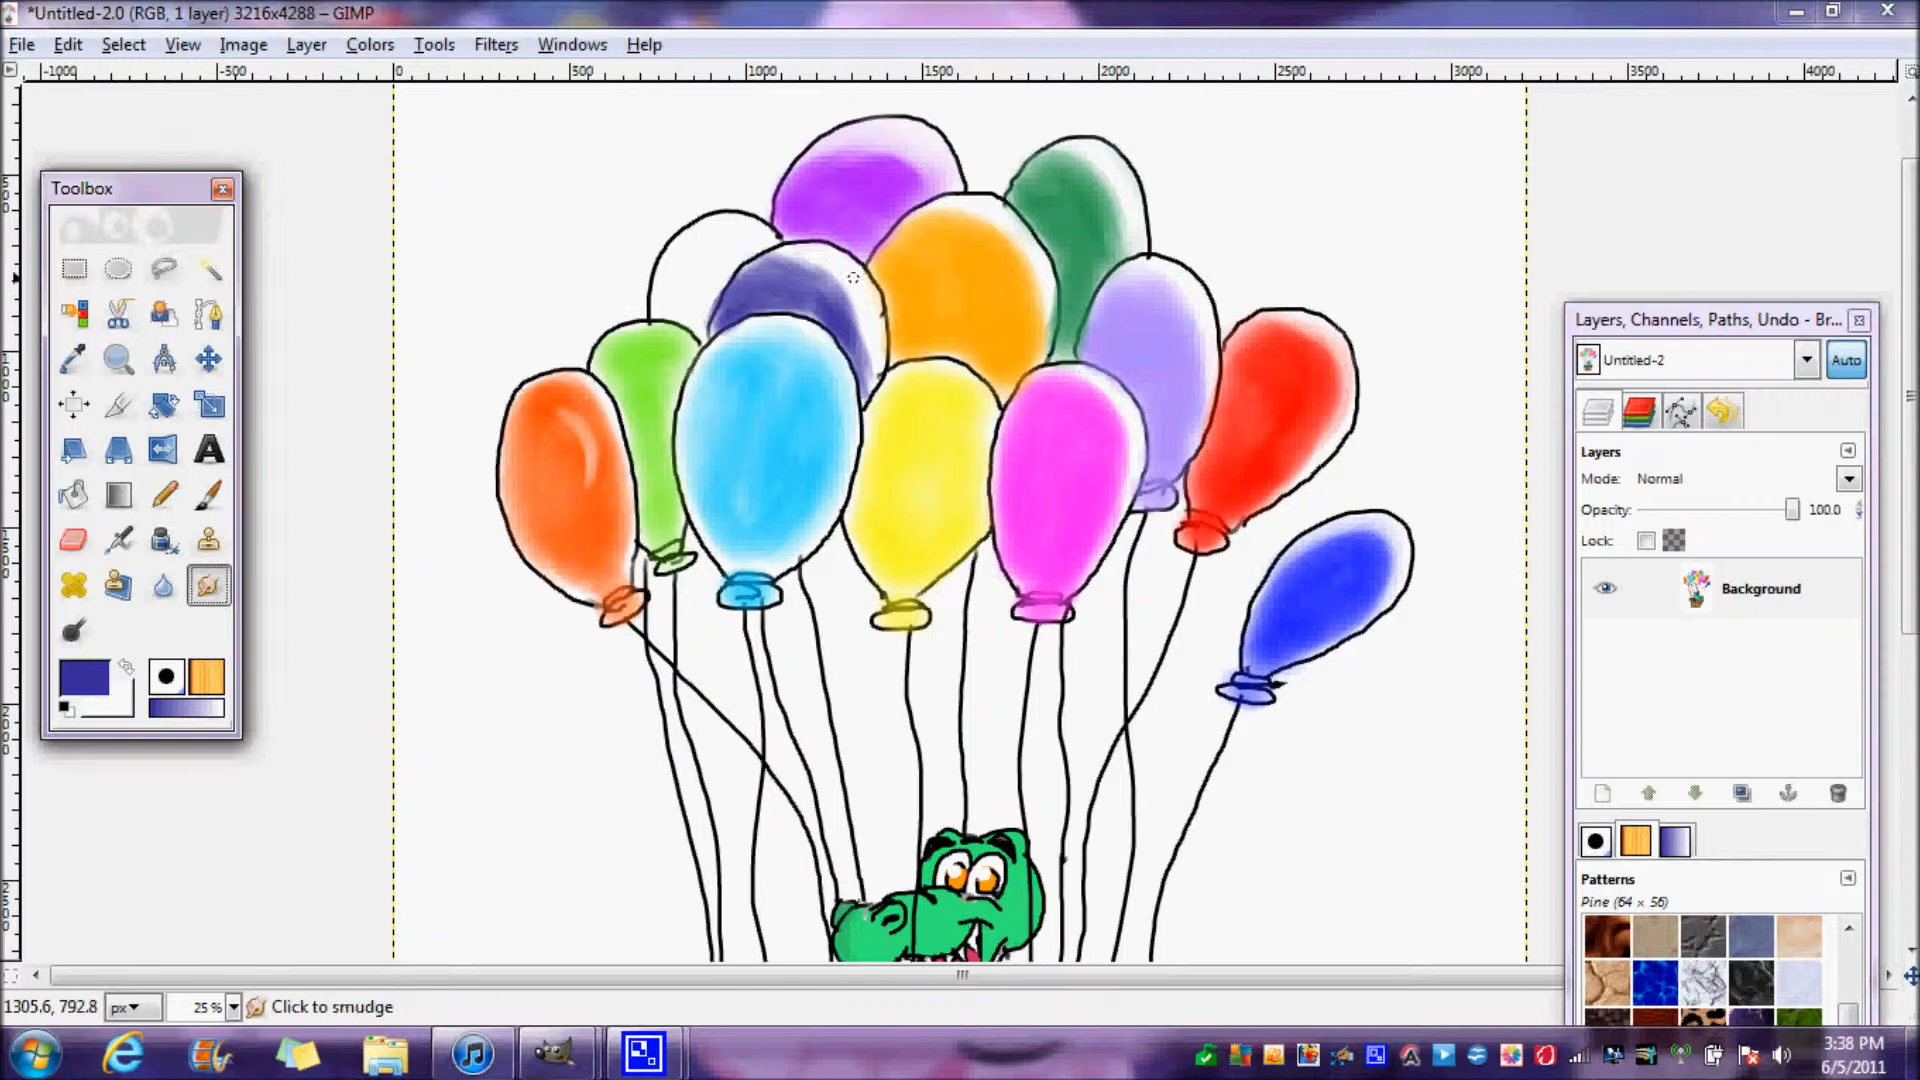 *Untitled-2.0 (RGB, 1 layer) 3216x4288 – GIMP
File Edit Select View Image Layer Colors Tools Filters Windows Help
-1000 -500 0 500 1000 1500 2000 2500 3000 3500 4000
Toolbox
Layers, Channels, Paths, Undo - Br...
Untitled-2
Auto
Layers
Mode: Normal
Opacity: 100.0
Lock:
Background
Patterns
Pine (64 × 56)
1305.6, 792.8 px 25 % Click to smudge
3:38 PM
6/5/2011